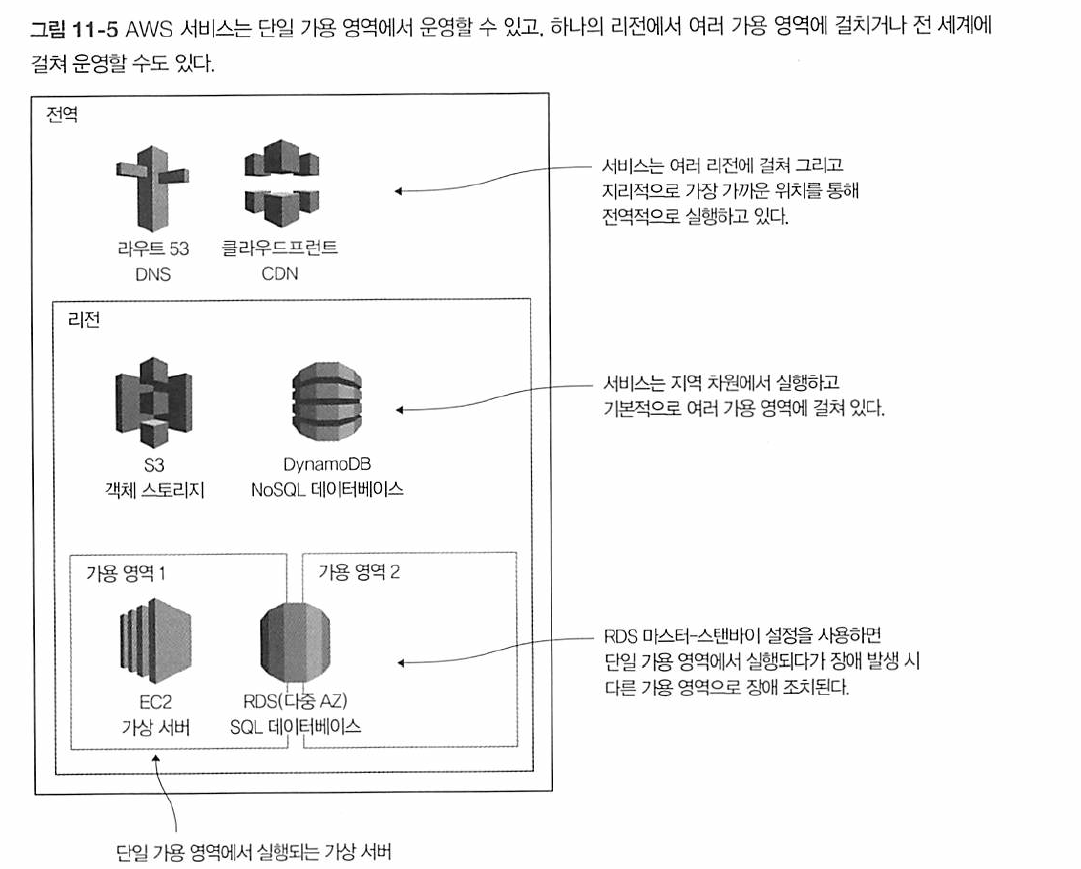 그림 11-5 AWS 서비스는 단일 가용 영역에서 운영할 수 있고, 하나의 리전에서 여러 가용 영역에 걸치거나 전 세계에
걸쳐 운영할 수도 있다.
전역
라우트 53
DNS
클라우드프런트
CDN
서비스는 여러 리전에 걸쳐 그리고
지리적으로 가장 가까운 위치를 통해
전역적으로 실행하고 있다.
리전
S3
객체 스토리지
DynamoDB
NoSQL 데이터베이스
서비스는 지역 차원에서 실행하고
기본적으로 여러 가용 영역에 걸쳐 있다.
가용 영역 1
가용 영역 2
EC2
가상 서버
RDS(다중 AZ)
SQL 데이터베이스
RDS 마스터-스탠바이 설정을 사용하면
단일 가용 영역에서 실행되다가 장애 발생 시
다른 가용 영역으로 장애 조치된다.
단일 가용 영역에서 실행되는 가상 서버